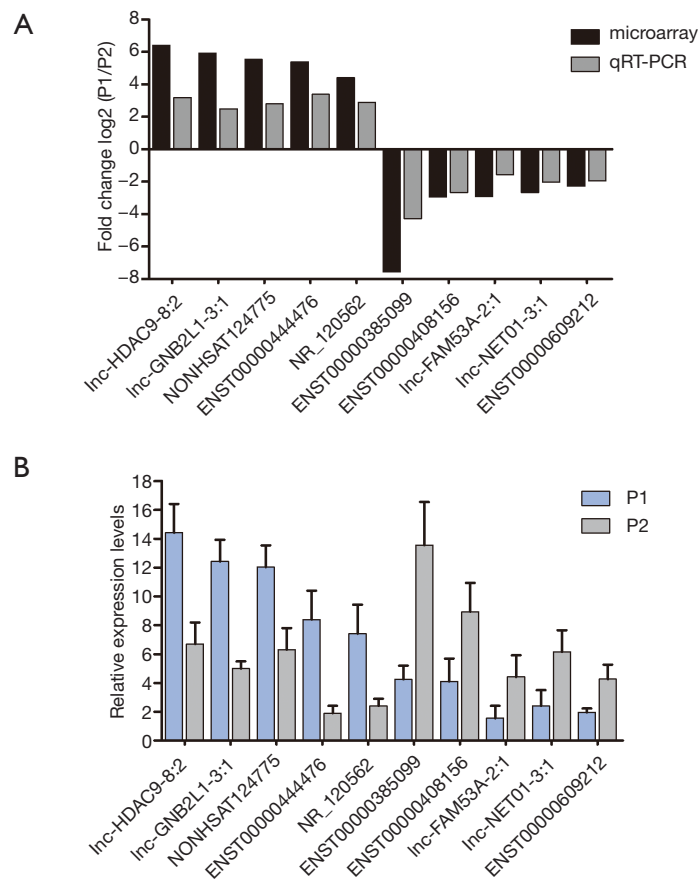 A
microarray
qRT-PCR
Fold change log2 (P1/P2)
8
6
4
2
0
−2
−4
−6
−8
lnc-HDAC9-8:2
lnc-GNB2L1-3:1
NONHSAT124775
ENST00000444476
NR_120562
ENST00000385099
ENST00000408156
lnc-FAM53A-2:1
lnc-NET01-3:1
ENST00000609212
B
P1
P2
Relative expression levels
18
16
14
12
10
8
6
4
2
0
lnc-HDAC9-8:2
lnc-GNB2L1-3:1
NONHSAT124775
ENST00000444476
NR_120562
ENST00000385099
ENST00000408156
lnc-FAM53A-2:1
lnc-NET01-3:1
ENST00000609212